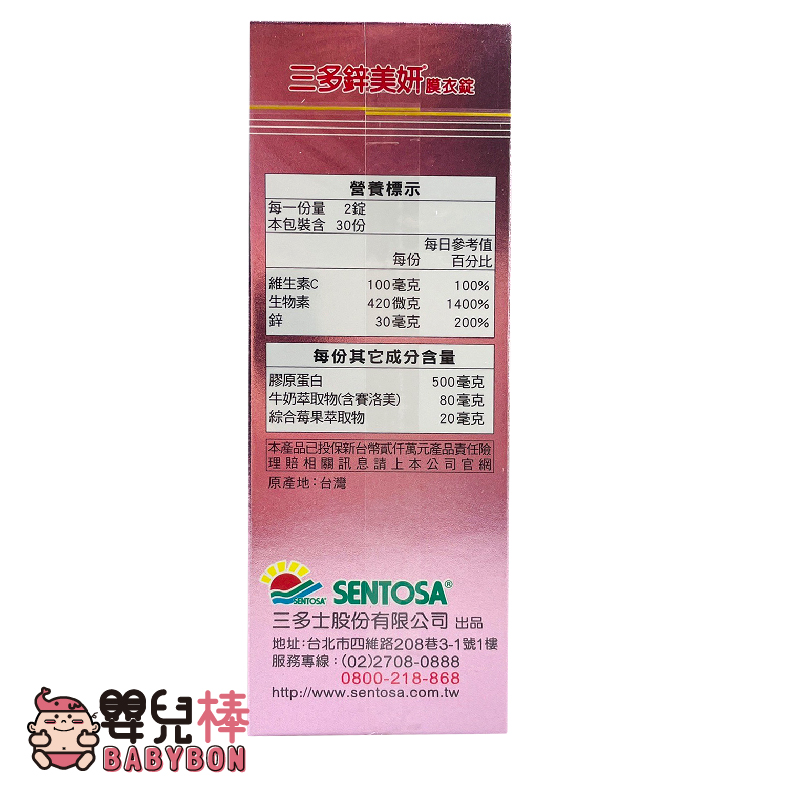 三多鋅美妍膜衣錠
營養標示
每一份量 2錠
本包裝含 30份
每日參考值
每份 百分比
維生素C 100毫克 100%
生物素 420微克 1400%
鋅 30毫克 200%
每份其它成分含量
膠原蛋白 500毫克
牛奶萃取物(含賽洛美) 80毫克
綜合莓果萃取物 20毫克
本產品已投保新台幣貳仟萬元產品責任險
理賠相關訊息請上本公司官網
原產地：台灣
SENTOSA
SENTOSA®
三多士股份有限公司 出品
地址：台北市四維路208巷3-1號1樓
服務專線：(02)2708-0888
0800-218-868
http://www.sentosa.com.tw
嬰兒棒
BABYBON